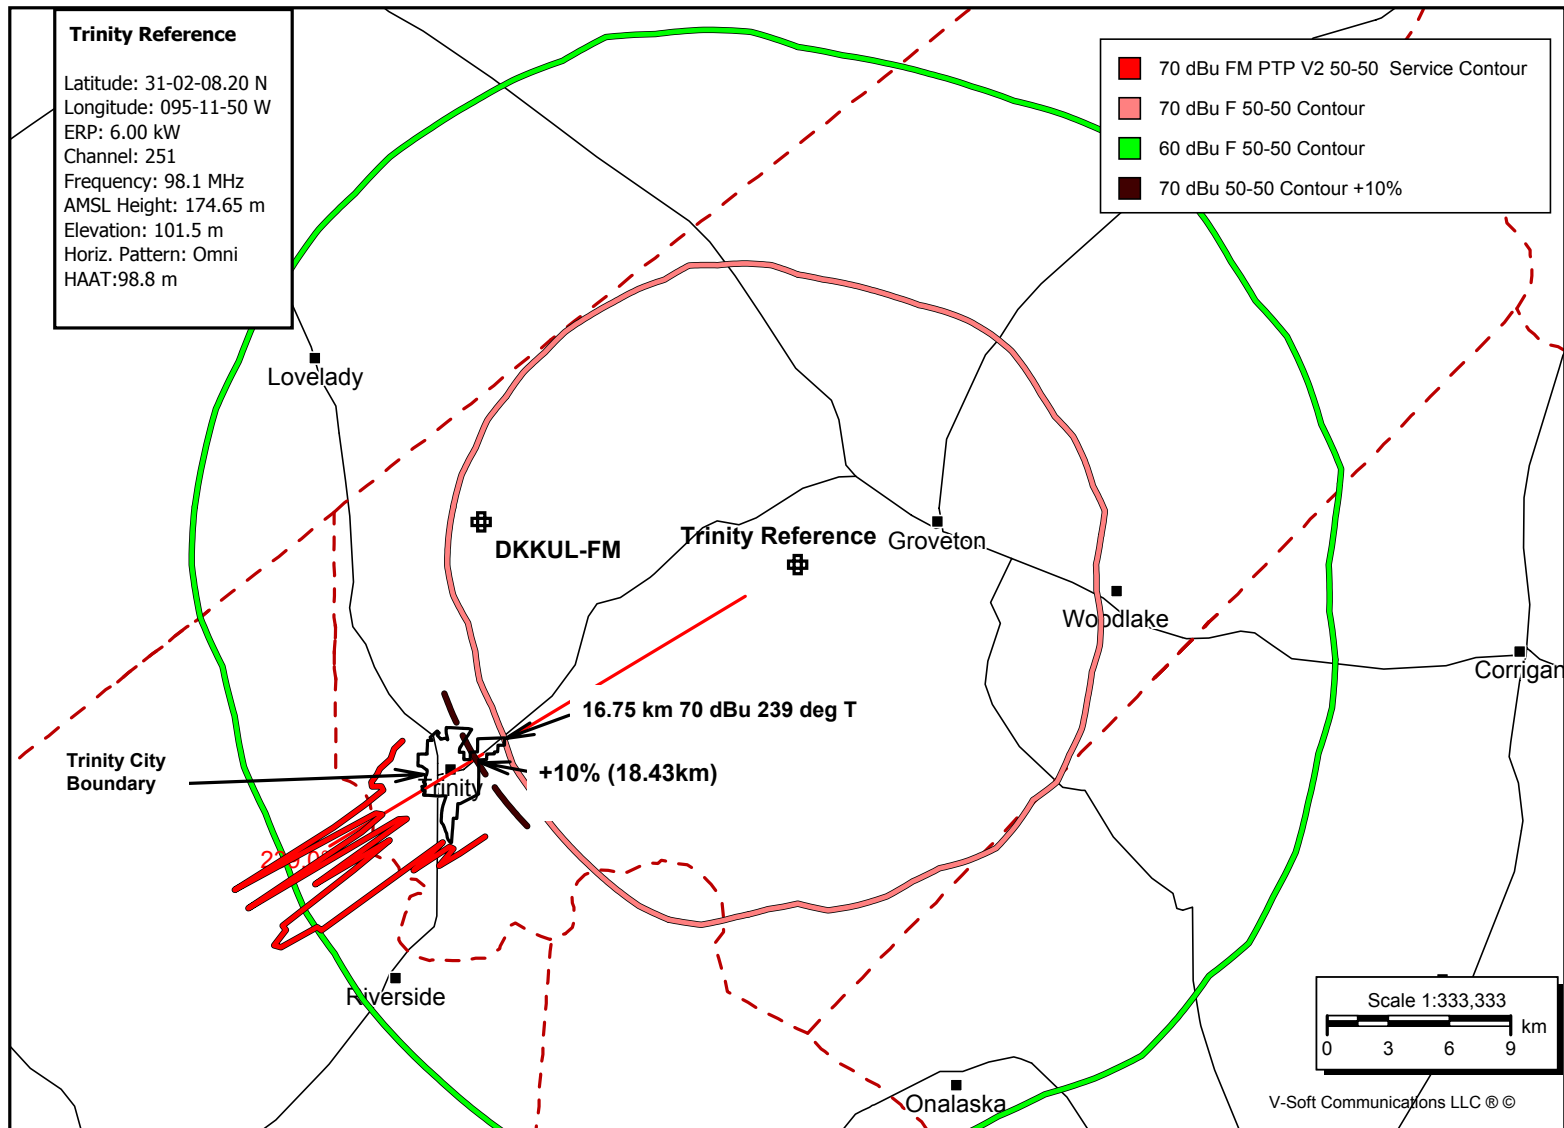 Trinity Reference
Latitude: 31-02-08.20 N
Longitude: 095-11-50 W
ERP: 6.00 kW
Channel: 251
Frequency: 98.1 MHz
AMSL Height: 174.65 m
Elevation: 101.5 m
Horiz. Pattern: Omni
HAAT:98.8 m
70 dBu FM PTP V2 50-50 Service Contour
70 dBu F 50-50 Contour
60 dBu F 50-50 Contour
70 dBu 50-50 Contour +10%
Lovelady
DKKUL-FM
Trinity Reference
Groveton
Woodlake
Corrigan
16.75 km 70 dBu 239 deg T
+10% (18.43km)
Trinity City
Boundary
Trinity
Riverside
Onalaska
Scale 1:333,333
km
0 3 6 9
V-Soft Communications LLC ® ©